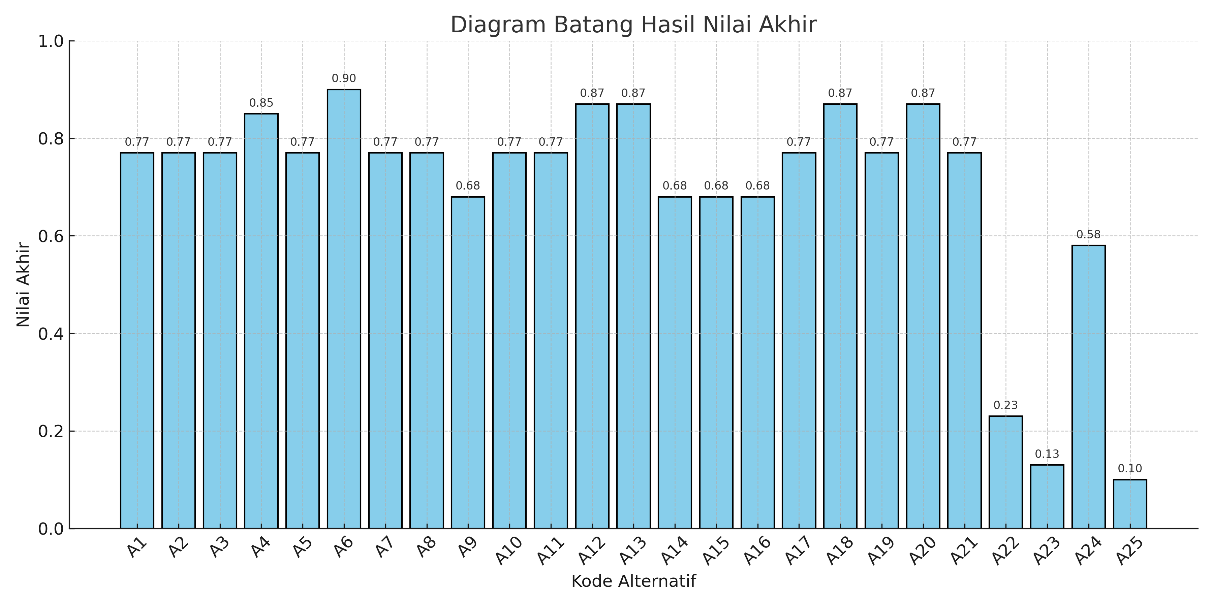 Diagram Batang Hasil Nilai Akhir
Nilai Akhir
1.0
0.8
0.6
0.4
0.2
0.0
0.77 0.77 0.77 0.85 0.77 0.90 0.77 0.77 0.68 0.77 0.77 0.87 0.87 0.68 0.68 0.68 0.77 0.87 0.77 0.87 0.77 0.23 0.13 0.58 0.10
A1 A2 A3 A4 A5 A6 A7 A8 A9 A10 A11 A12 A13 A14 A15 A16 A17 A18 A19 A20 A21 A22 A23 A24 A25
Kode Alternatif